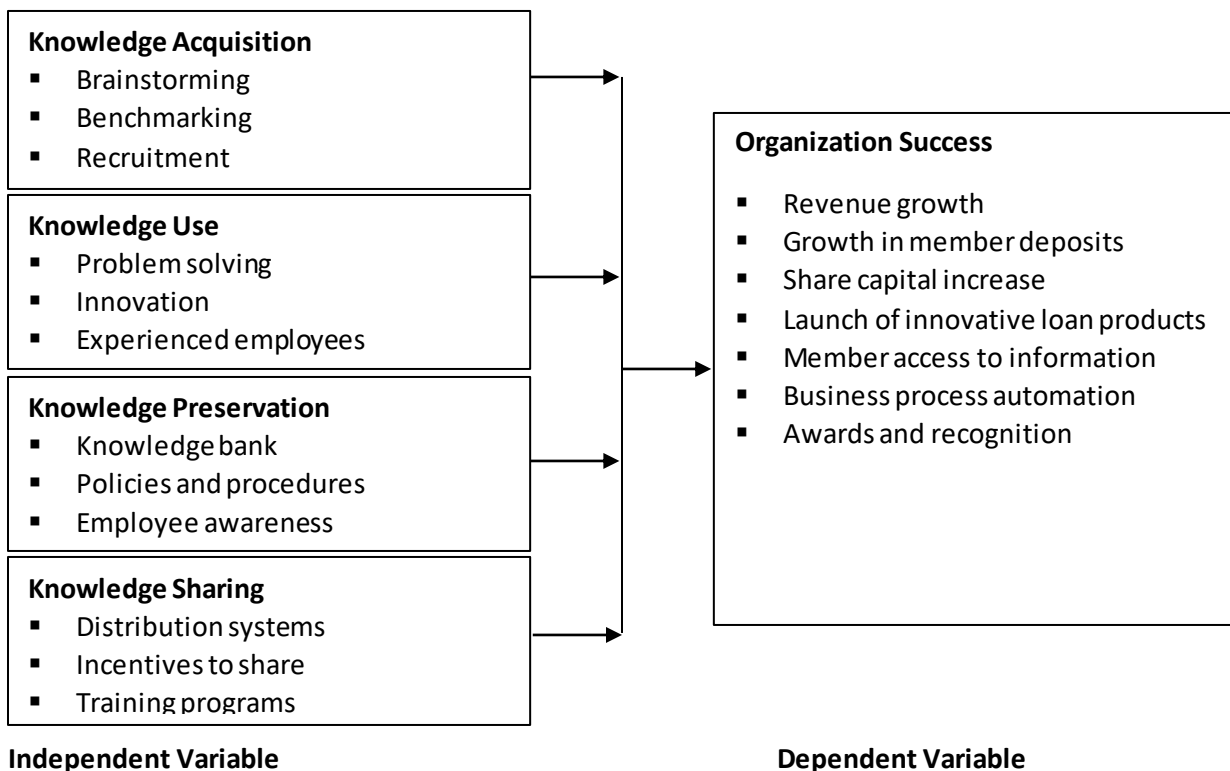 Knowledge Acquisition
▪ Brainstorming
▪ Benchmarking
▪ Recruitment
Knowledge Use
▪ Problem solving
▪ Innovation
▪ Experienced employees
Knowledge Preservation
▪ Knowledge bank
▪ Policies and procedures
▪ Employee awareness
Knowledge Sharing
▪ Distribution systems
▪ Incentives to share
▪ Training programs
Independent Variable
Organization Success
▪ Revenue growth
▪ Growth in member deposits
▪ Share capital increase
▪ Launch of innovative loan products
▪ Member access to information
▪ Business process automation
▪ Awards and recognition
Dependent Variable